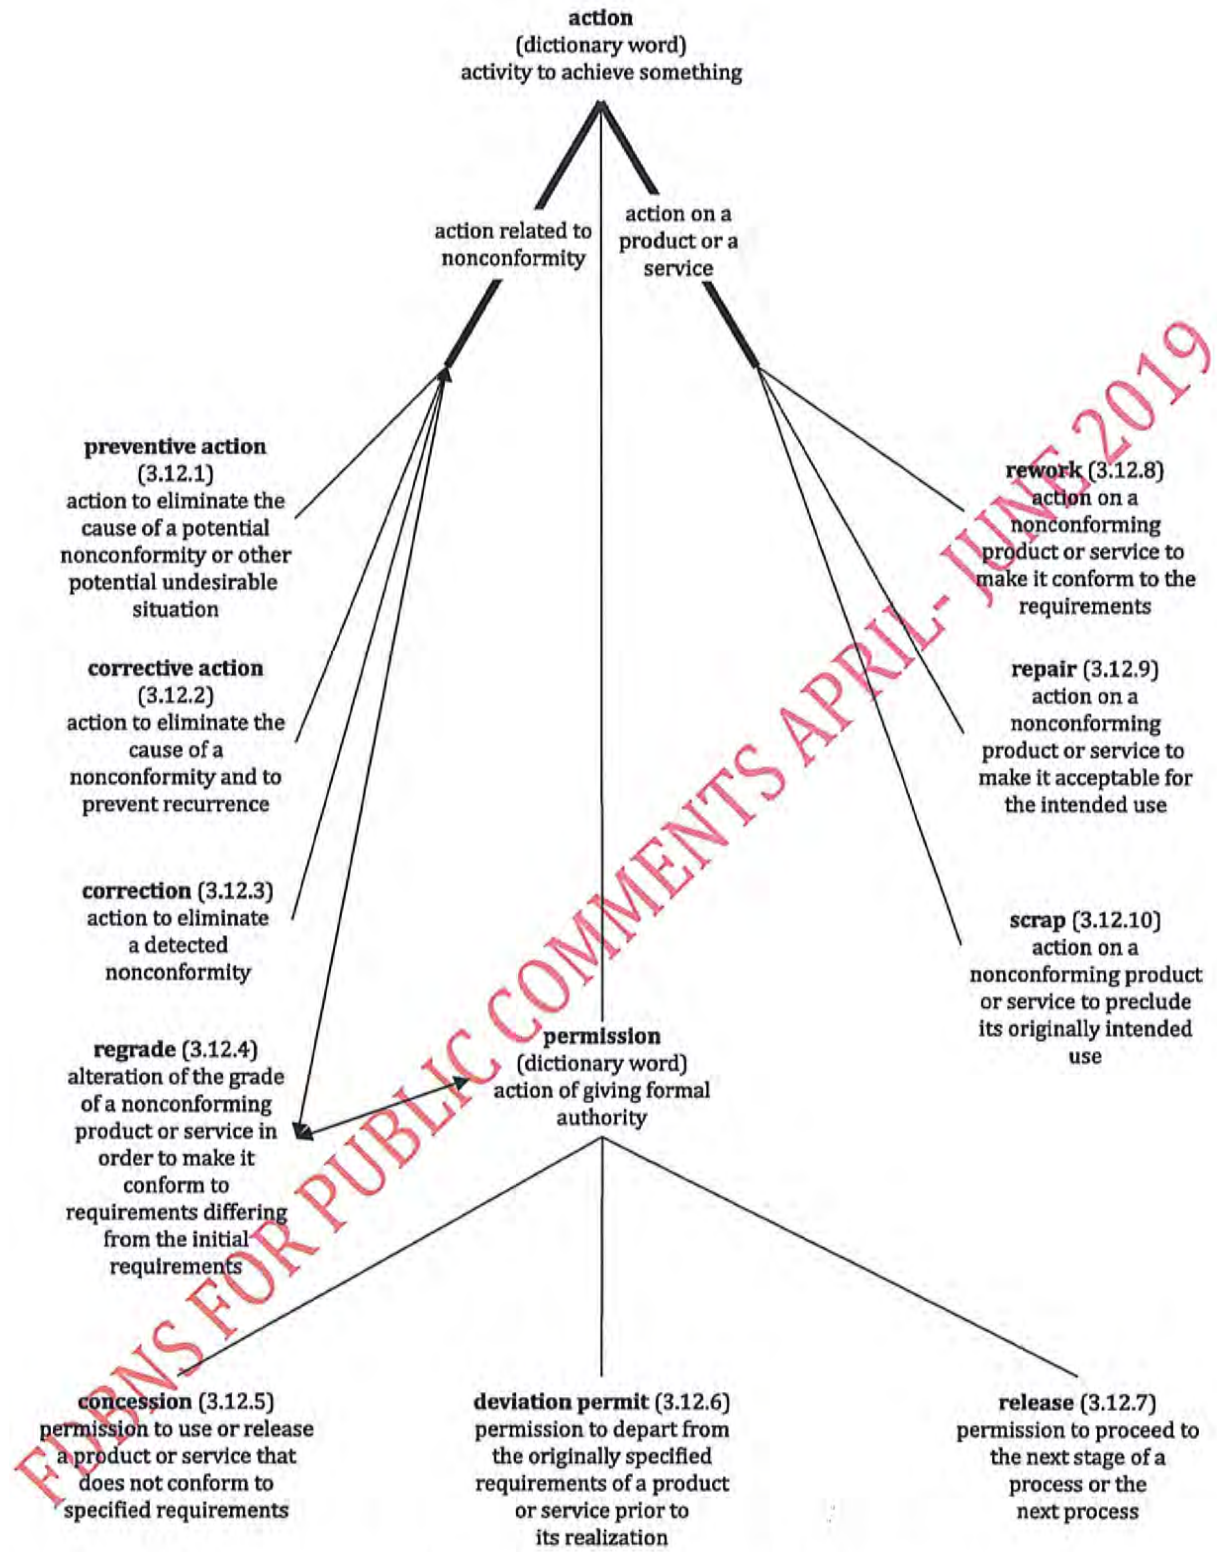 action
(dictionary word)
activity to achieve something
action related to
nonconformity
action on a
product or a
service
preventive action
(3.12.1)
action to eliminate the
cause of a potential
nonconformity or other
potential undesirable
situation
corrective action
(3.12.2)
action to eliminate the
cause of a
nonconformity and to
prevent recurrence
correction (3.12.3)
action to eliminate
a detected
nonconformity
regrade (3.12.4)
alteration of the grade
of a nonconforming
product or service in
order to make it
conform to
requirements differing
from the initial
requirements
permission
(dictionary word)
action of giving formal
authority
rework (3.12.8)
action on a
nonconforming
product or service to
make it conform to the
requirements
repair (3.12.9)
action on a
nonconforming
product or service to
make it acceptable for
the intended use
scrap (3.12.10)
action on a
nonconforming product
or service to preclude
its originally intended
use
concession (3.12.5)
permission to use or release
a product or service that
does not conform to
specified requirements
deviation permit (3.12.6)
permission to depart from
the originally specified
requirements of a product
or service prior to
its realization
release (3.12.7)
permission to proceed to
the next stage of a
process or the
next process
FDBNS FOR PUBLIC COMMENTS APRIL- JUNE 2019